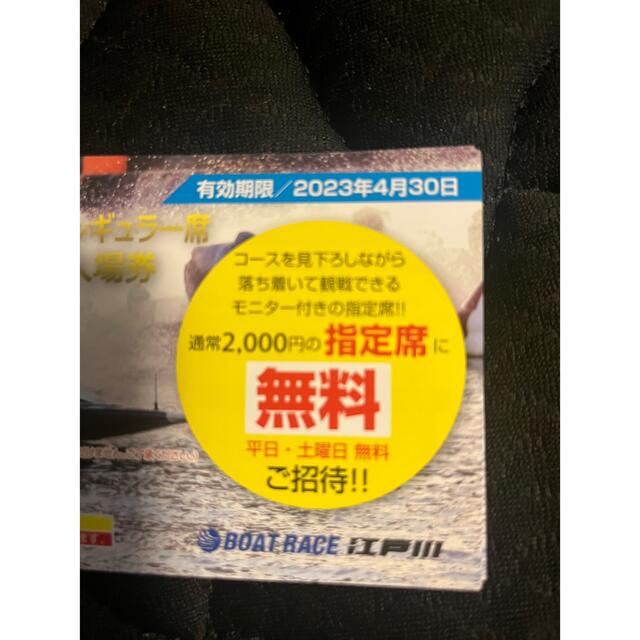 有効期限／2023年4月30日
ギュラー席
入場券
コースを見下ろしながら
落ち着いて観戦できる
モニター付きの指定席!!
通常2,000円の指定席に
無料
平日・土曜日 無料
ご招待!!
ます。
BOAT RACE 江戸川